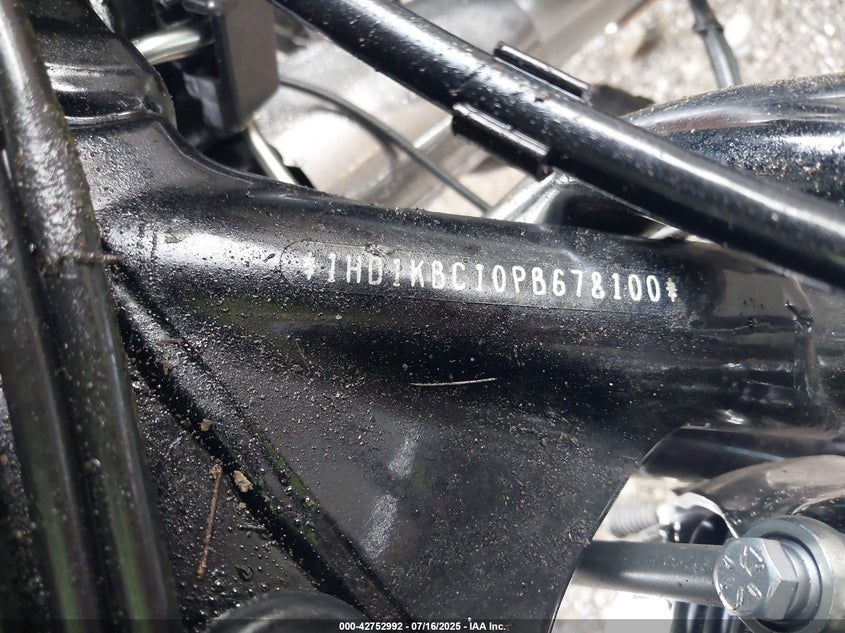 *1HD1KBC10PB678100*
000-42752992 - 07/16/2025 - IAA Inc.